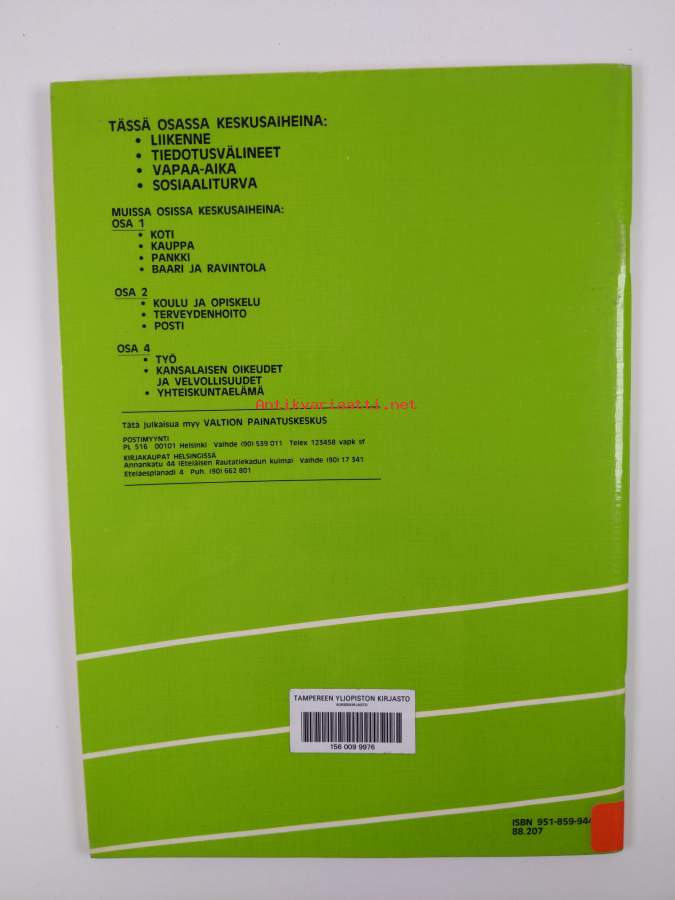 TÄSSÄ OSASSA KESKUSAIHEINA:
• LIIKENNE
• TIEDOTUSVÄLINEET
• VAPAA-AIKA
• SOSIAALITURVA
MUISSA OSISSA KESKUSAIHEINA:
OSA 1
• KOTI
• KAUPPA
• PANKKI
• BAARI JA RAVINTOLA
OSA 2
• KOULU JA OPISKELU
• TERVEYDENHOITO
• POSTI
OSA 4
• TYÖ
• KANSALAISEN OIKEUDET
JA VELVOLLISUUDET
• YHTEISKUNTAELÄMÄ
Antikvariaatti.net
Tätä julkaisua myy VALTION PAINATUSKESKUS
POSTIMYYNTI
PL 516 00101 Helsinki Vaihde (90) 539 011 Telex 123458 vapk sf
KIRJAKAUPAT HELSINGISSÄ
Annankatu 44 (Eteläisen Rautatiekadun kulma) Vaihde (90) 17 341
Eteläesplanadi 4 Puh. (90) 662 801
TAMPEREEN YLIOPISTON KIRJASTO
156 009 9976
ISBN 951-859-944
88.207